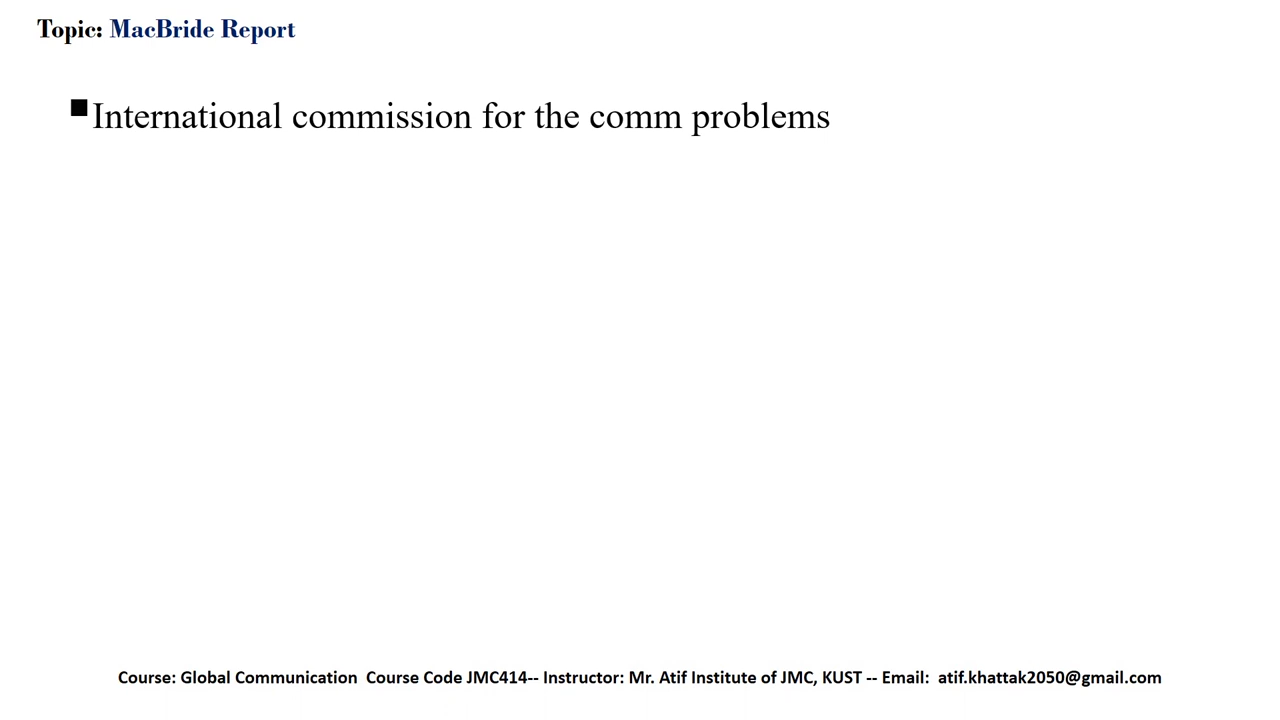 Topic: MacBride Report
■International commission for the comm problems
Course: Global Communication  Course Code JMC414-- Instructor: Mr. Atif Institute of JMC, KUST -- Email:  atif.khattak2050@gmail.com